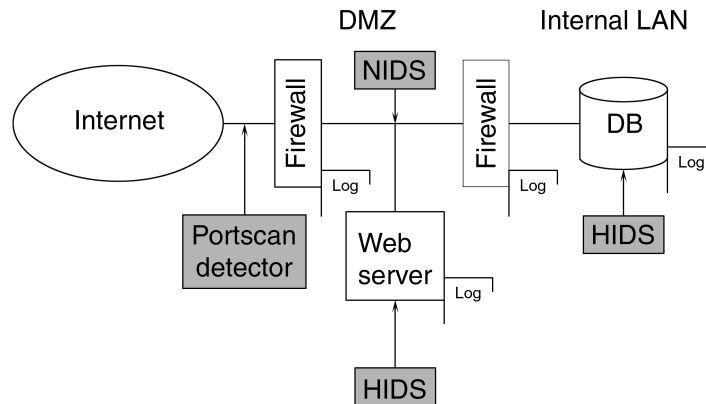 DMZ
Internal LAN
NIDS
Internet
Firewall
Firewall
DB
Log
Log
Log
Portscan
detector
Web
server
HIDS
Log
HIDS